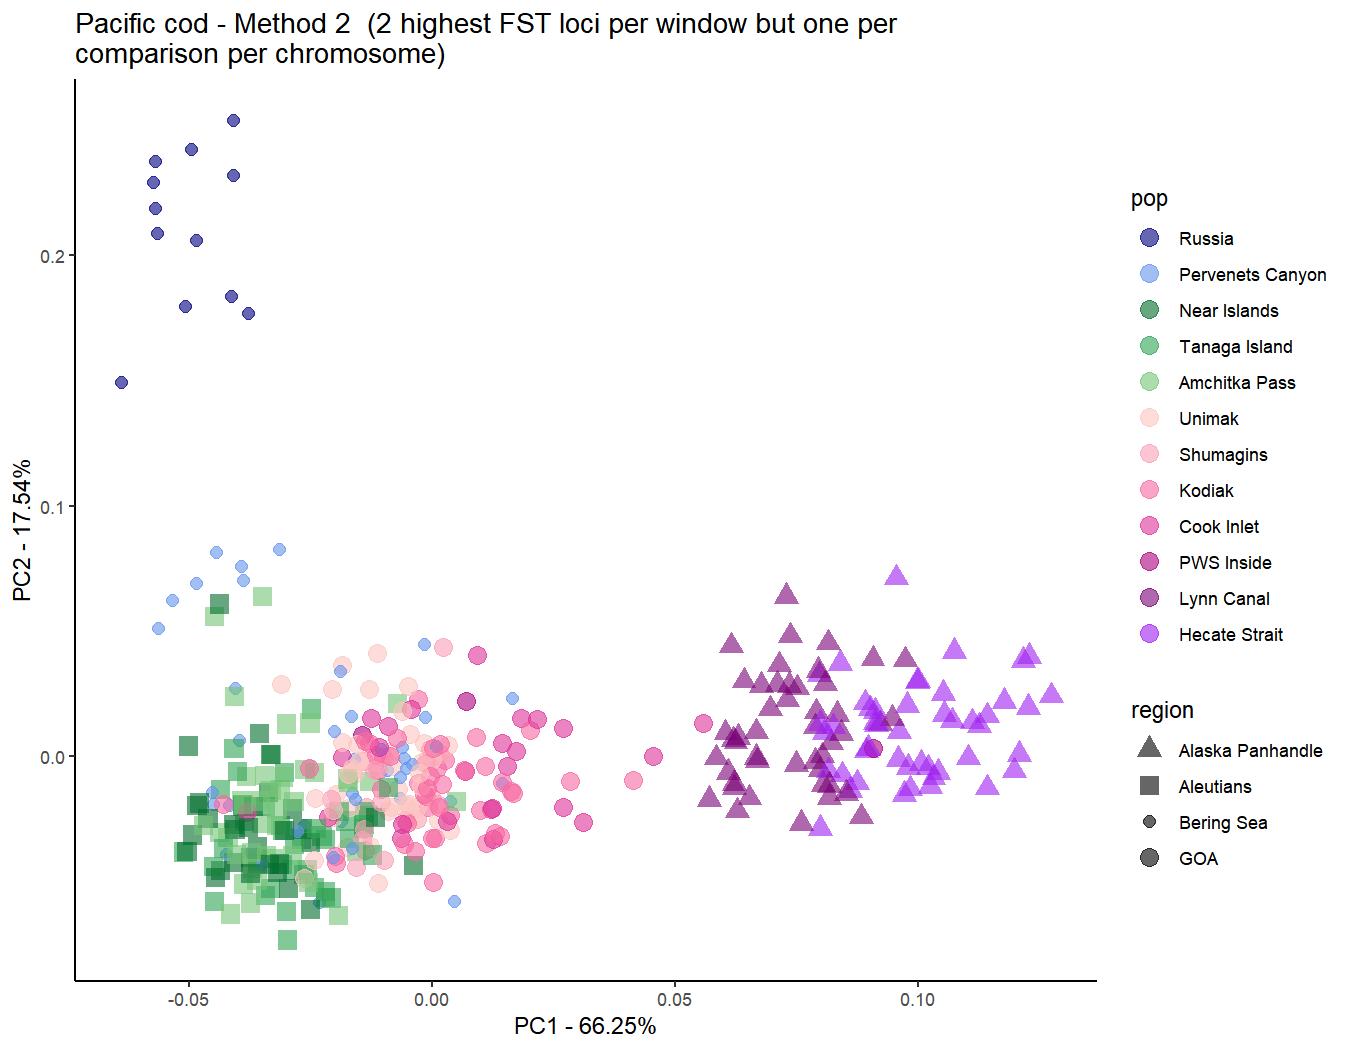 Pacific cod - Method 2  (2 highest FST loci per window but one per
comparison per chromosome)
PC2 - 17.54%
0.2
0.1
0.0
-0.05
0.00
0.05
0.10
PC1 - 66.25%
pop
Russia
Pervenets Canyon
Near Islands
Tanaga Island
Amchitka Pass
Unimak
Shumagins
Kodiak
Cook Inlet
PWS Inside
Lynn Canal
Hecate Strait
region
Alaska Panhandle
Aleutians
Bering Sea
GOA